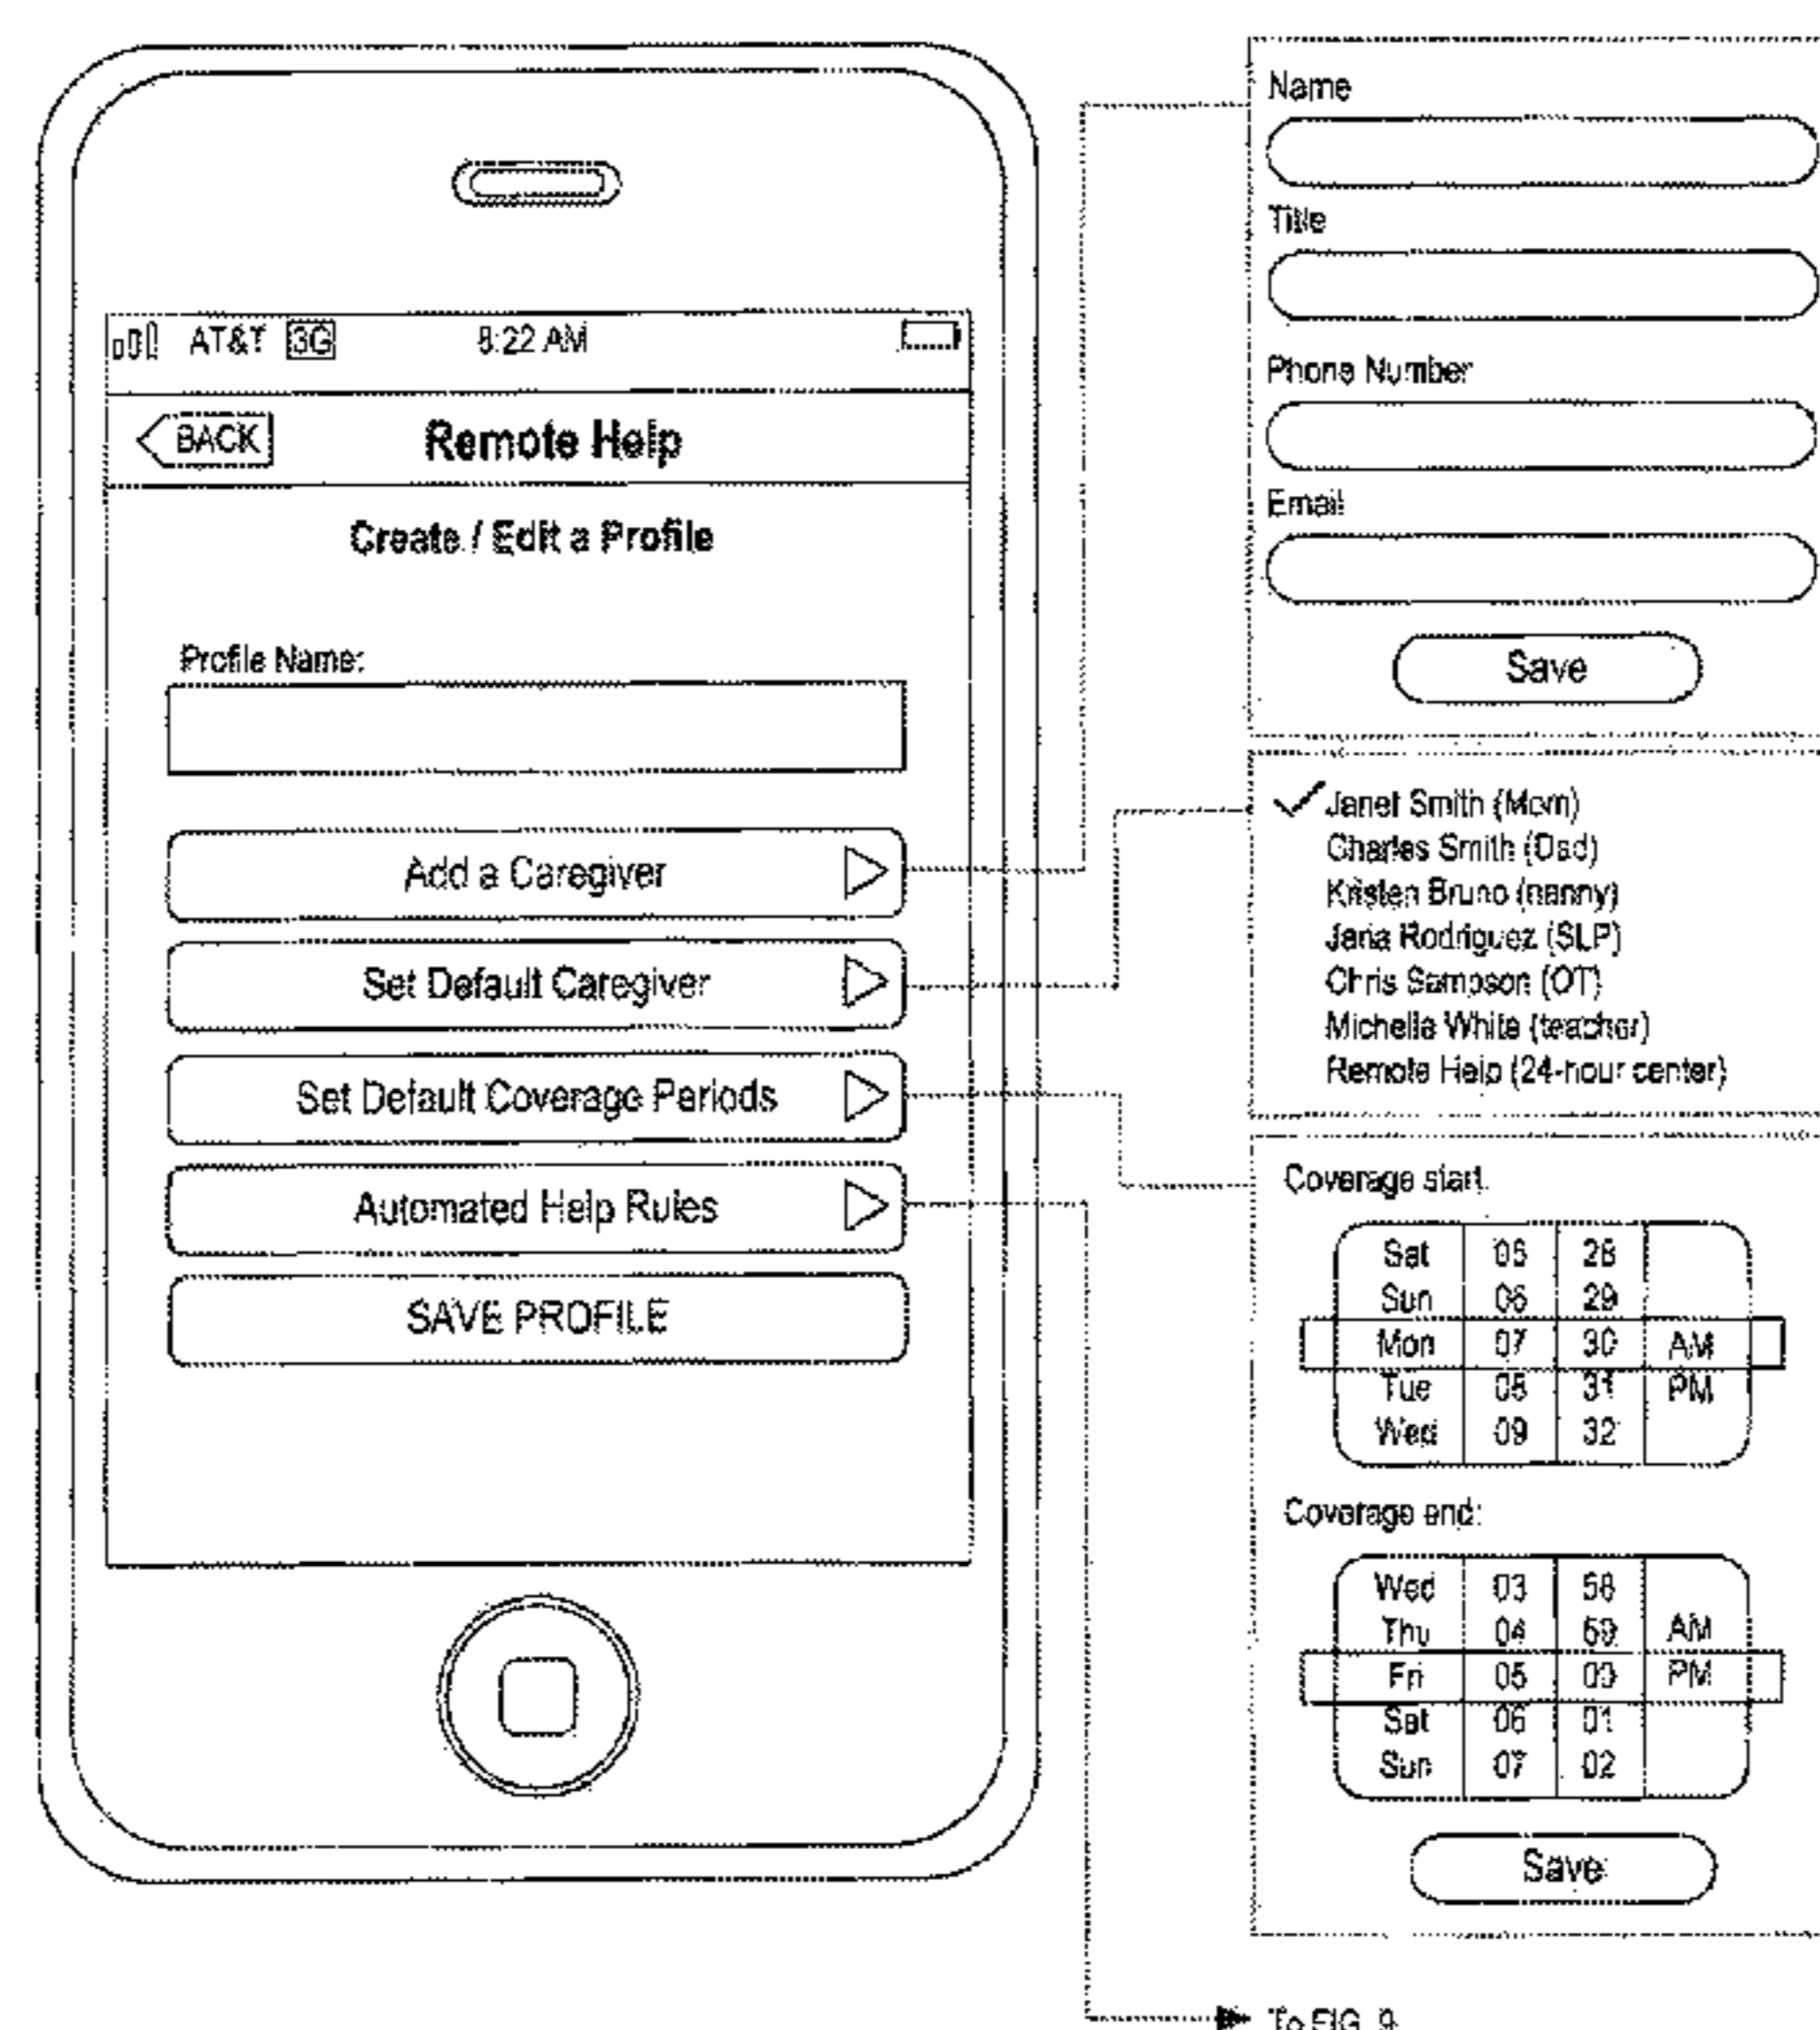 AT&T 3G 8:22 AM
BACK Remote Help
Create / Edit a Profile
Profile Name:
Add a Caregiver
Set Default Caregiver
Set Default Coverage Periods
Automated Help Rules
SAVE PROFILE
Name
Title
Phone Number
Email
Save
Janet Smith (Mom)
Charles Smith (Dad)
Kristen Bruno (nanny)
Jana Rodriguez (SLP)
Chris Sampson (OT)
Michelle White (teacher)
Remote Help (24-hour center)
Coverage start:
Sat 05 28
Sun 06 29
Mon 07 30 AM
Tue 08 31 PM
Wed 09 32
Coverage end:
Wed 03 58
Thu 04 59 AM
Fri 05 00 PM
Sat 06 01
Sun 07 02
Save
To FIG. 9